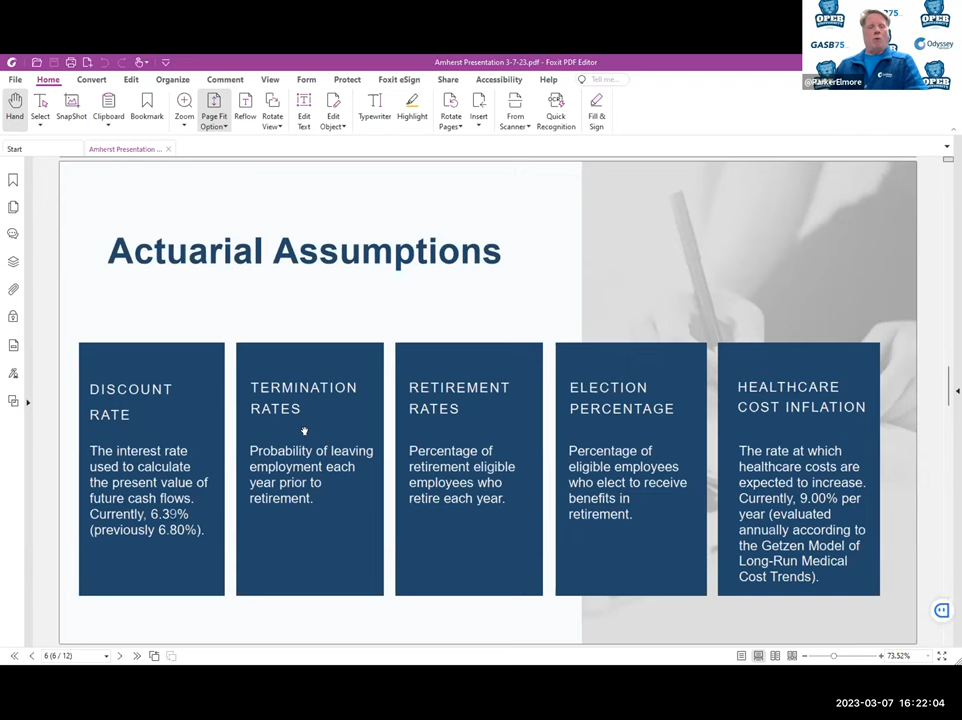 OPEB
OPEB
GASB75
Odyssey
@ParkerElmore
Amherst Presentation 3-7-23.pdf - Foxit PDF Editor
File Home Convert Edit Organize Comment View Form Protect Foxit eSign Share Accessibility Help Tell me...
Hand Select SnapShot Clipboard Bookmark Zoom Page Fit Option Reflow Rotate View Edit Text Edit Object Typewriter Highlight Rotate Pages Insert From Scanner Quick Recognition Fill & Sign
Start Amherst Presentation ...
Actuarial Assumptions
DISCOUNT
RATE
The interest rate
used to calculate
the present value of
future cash flows.
Currently, 6.39%
(previously 6.80%).
TERMINATION
RATES
Probability of leaving
employment each
year prior to
retirement.
RETIREMENT
RATES
Percentage of
retirement eligible
employees who
retire each year.
ELECTION
PERCENTAGE
Percentage of
eligible employees
who elect to receive
benefits in
retirement.
HEALTHCARE
COST INFLATION
The rate at which
healthcare costs are
expected to increase.
Currently, 9.00% per
year (evaluated
annually according to
the Getzen Model of
Long-Run Medical
Cost Trends).
6 (6 / 12)
73.52%
2023-03-07 16:22:04